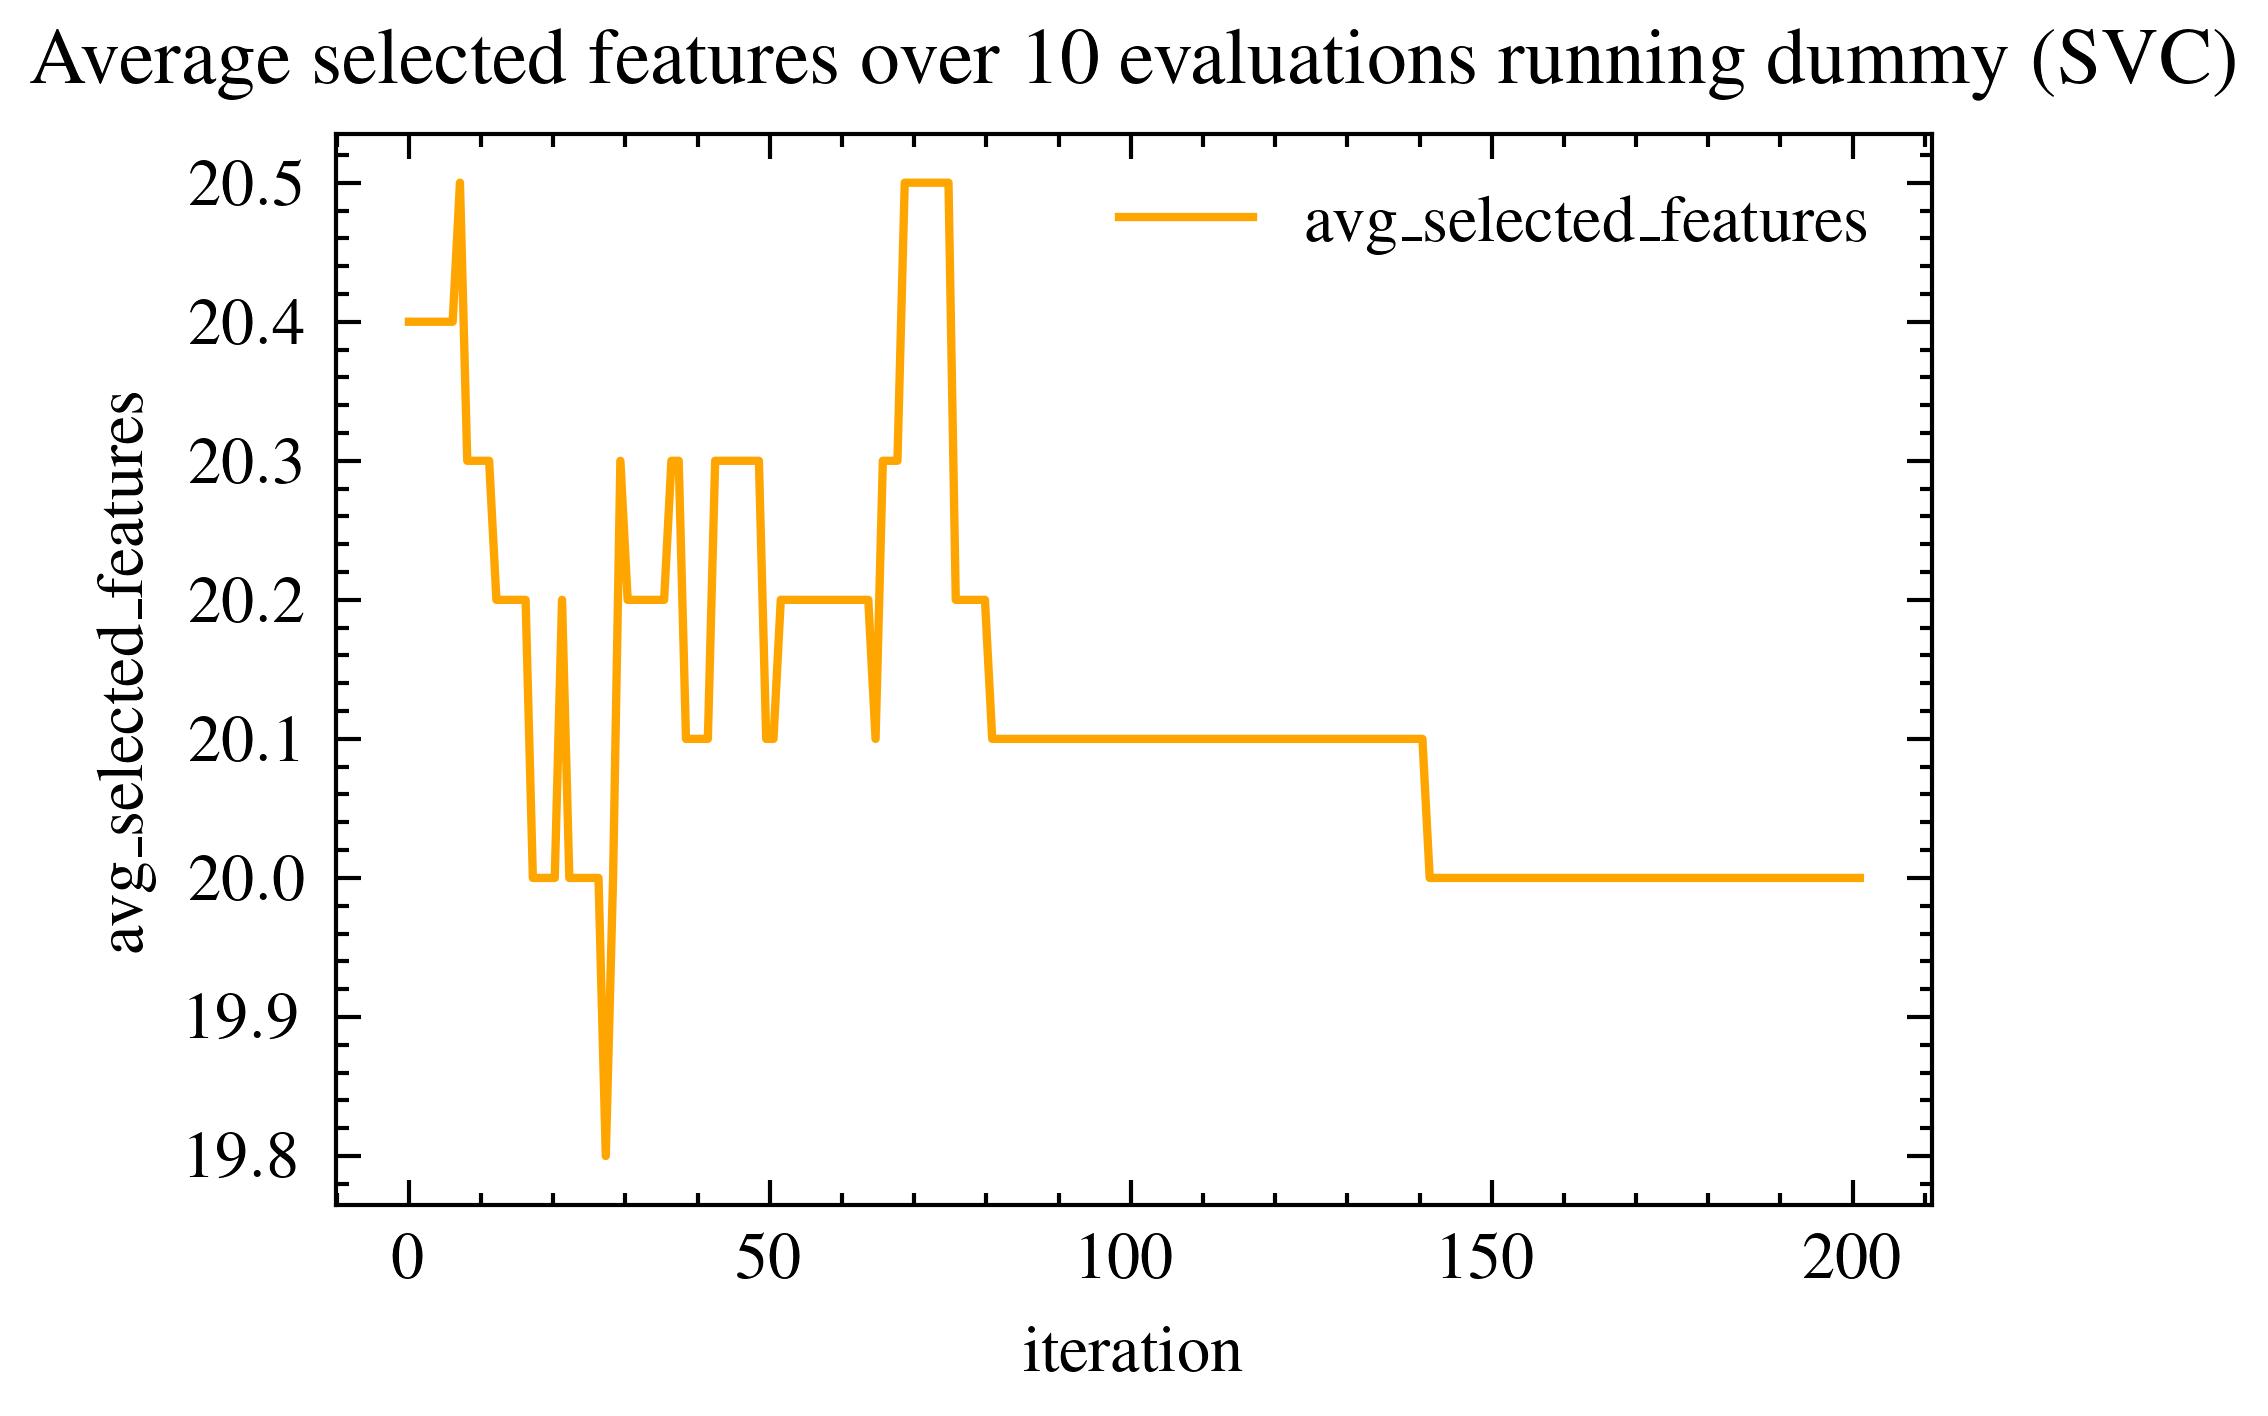 Average selected features over 10 evaluations running dummy (SVC)
avg_selected_features
20.5
20.4
20.3
20.2
20.1
20.0
19.9
19.8
avg_selected_features
0 50 100 150 200
iteration